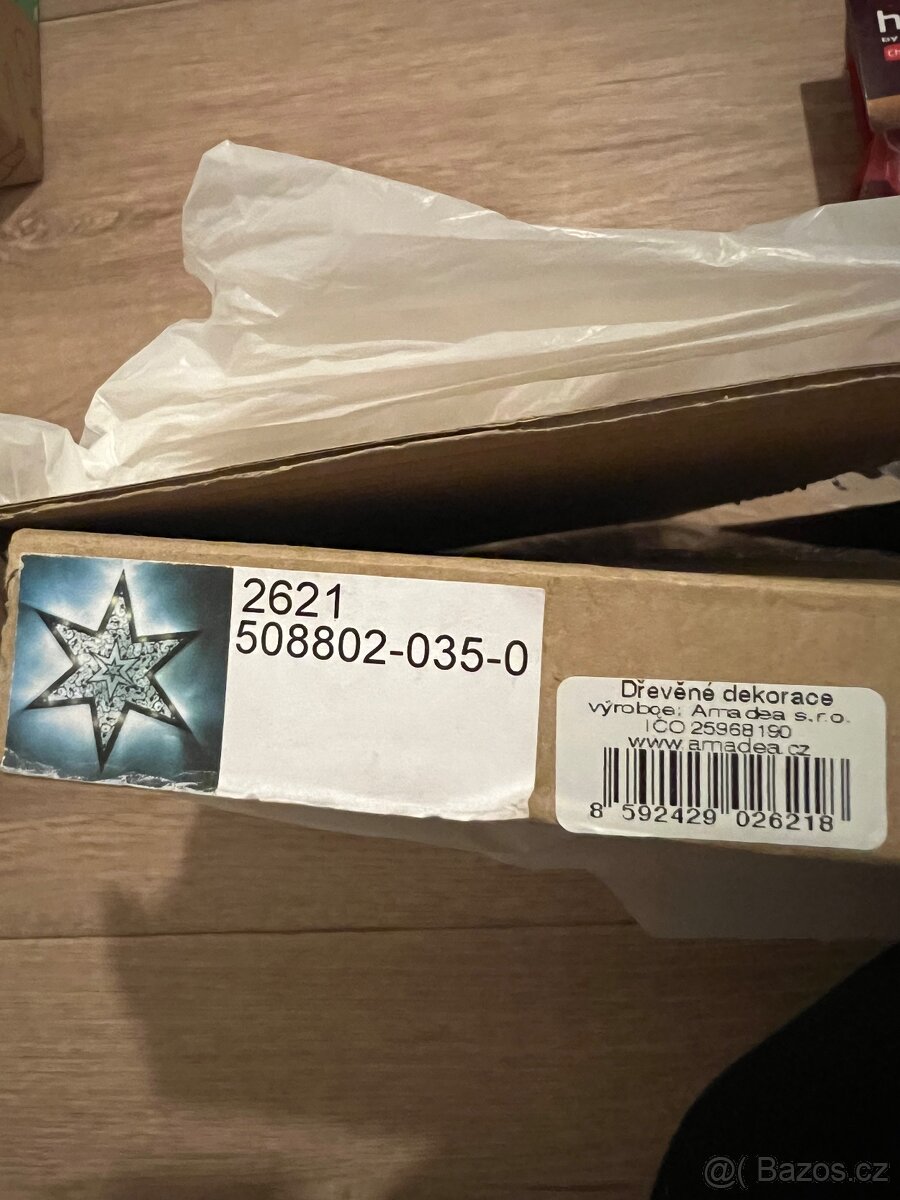 2621
508802-035-0
Dřevěné dekorace
výrobce: Amadea s.r.o.
IČO 25968190
www.amadea.cz
8 592429 026218
@( Bazos.cz